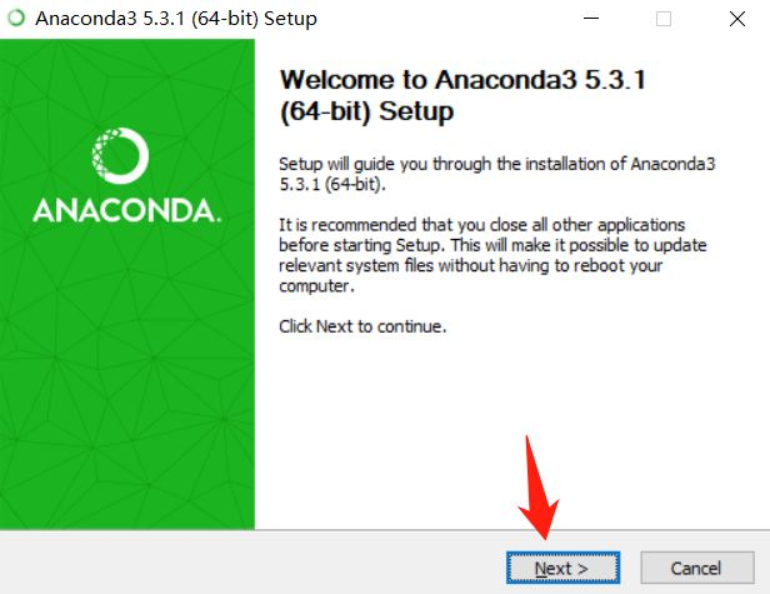 Anaconda3 5.3.1 (64-bit) Setup
Welcome to Anaconda3 5.3.1
(64-bit) Setup
Setup will guide you through the installation of Anaconda3
5.3.1 (64-bit).
It is recommended that you close all other applications
before starting Setup. This will make it possible to update
relevant system files without having to reboot your
computer.
Click Next to continue.
ANACONDA.
Next >
Cancel